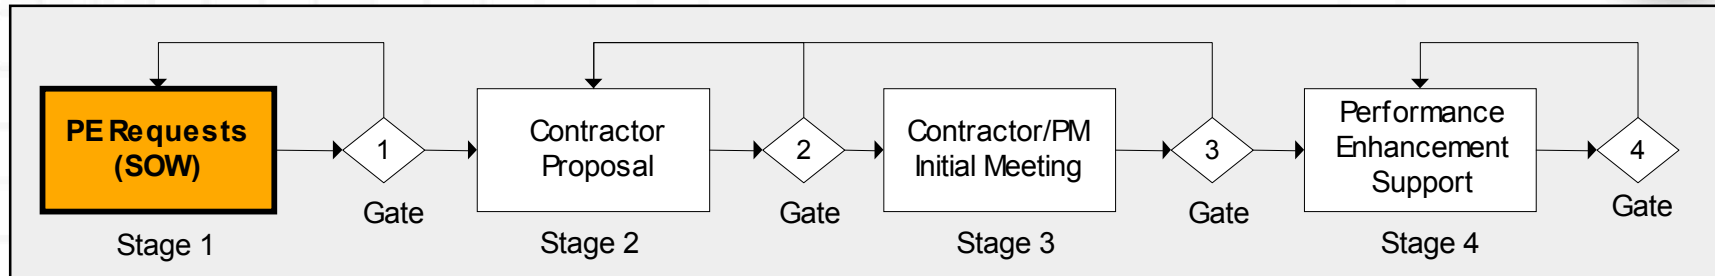 PE Requests
(SOW)
1
Gate
Stage 1
Contractor
Proposal
2
Gate
Stage 2
Contractor/PM
Initial Meeting
3
Gate
Stage 3
Performance
Enhancement
Support
4
Gate
Stage 4